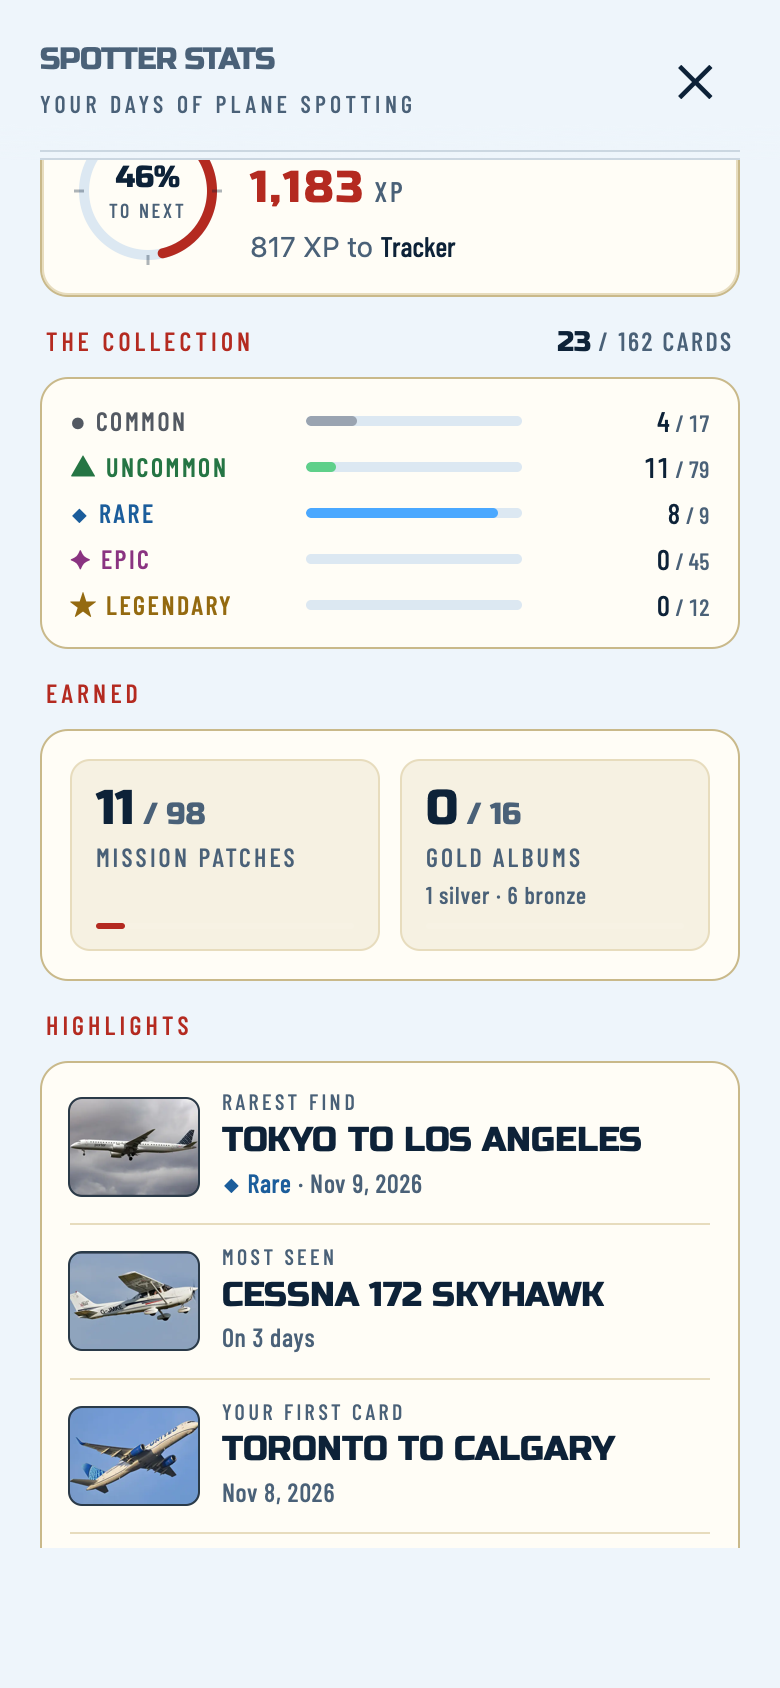 SPOTTER STATS
YOUR DAYS OF PLANE SPOTTING
46%
TO NEXT
1,183 XP
817 XP to Tracker
THE COLLECTION
23 / 162 CARDS
COMMON 4 / 17
UNCOMMON 11 / 79
RARE 8 / 9
EPIC 0 / 45
LEGENDARY 0 / 12
EARNED
11 / 98
MISSION PATCHES
0 / 16
GOLD ALBUMS
1 silver · 6 bronze
HIGHLIGHTS
RAREST FIND
TOKYO TO LOS ANGELES
Rare · Nov 9, 2026
MOST SEEN
CESSNA 172 SKYHAWK
On 3 days
YOUR FIRST CARD
TORONTO TO CALGARY
Nov 8, 2026